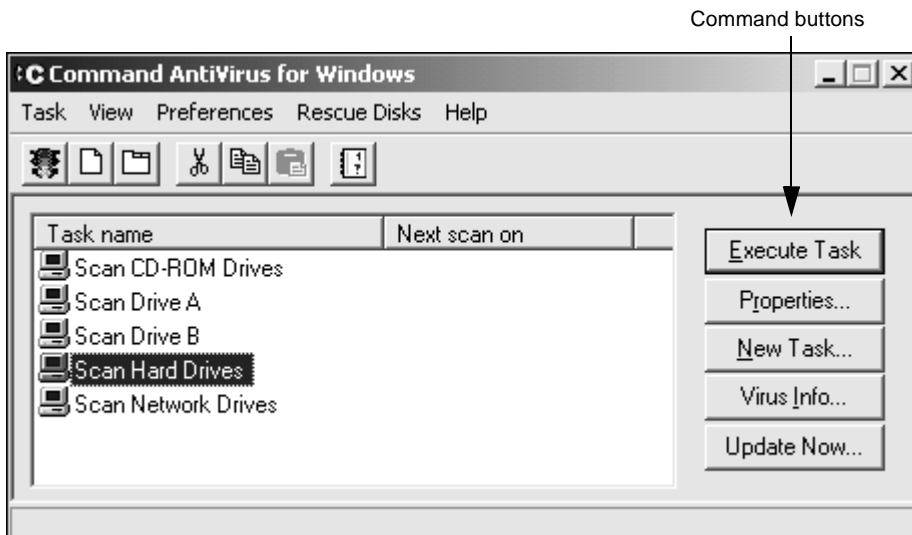 Command buttons
Command AntiVirus for Windows
Task View Preferences Rescue Disks Help
Task name Next scan on
Scan CD-ROM Drives
Scan Drive A
Scan Drive B
Scan Hard Drives
Scan Network Drives
Execute Task
Properties...
New Task...
Virus Info...
Update Now...